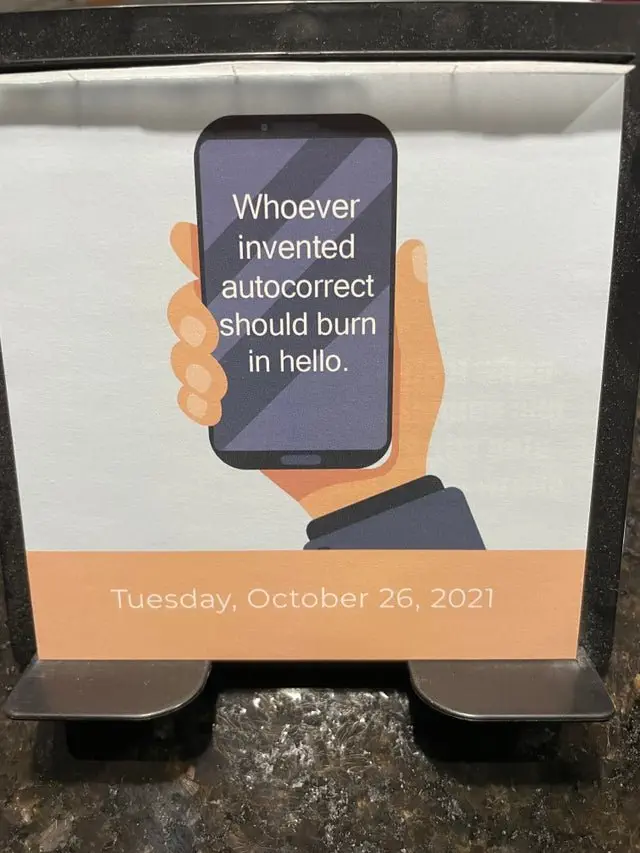 Whoever
invented
autocorrect
should burn
in hello.
Tuesday, October 26, 2021